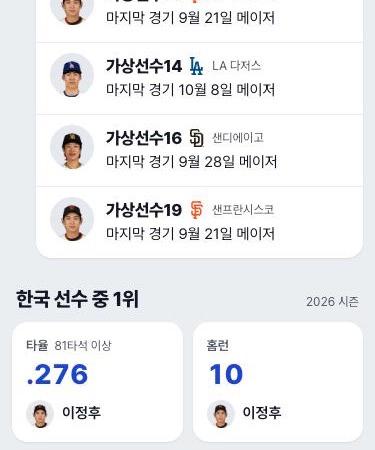 마지막 경기 9월 21일 메이저
가상선수14 LA 다저스
마지막 경기 10월 8일 메이저
가상선수16 샌디에이고
마지막 경기 9월 28일 메이저
가상선수19 샌프란시스코
마지막 경기 9월 21일 메이저
한국 선수 중 1위 2026 시즌
타율 81타석 이상
.276
이정후
홈런
10
이정후